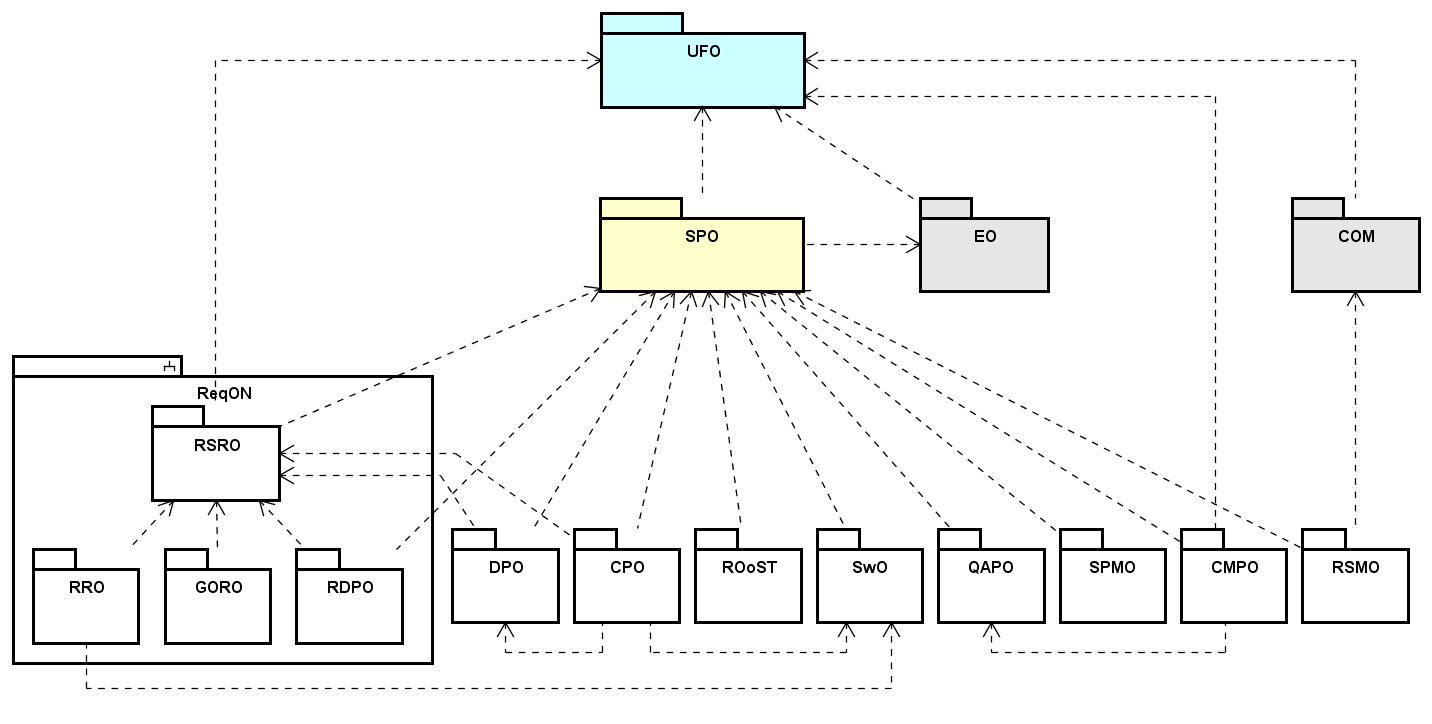 UFO
SPO
EO
COM
ReqON
RSRO
DPO
CPO
ROoST
SwO
QAPO
SPMO
CMPO
RSMO
RRO
GORO
RDPO